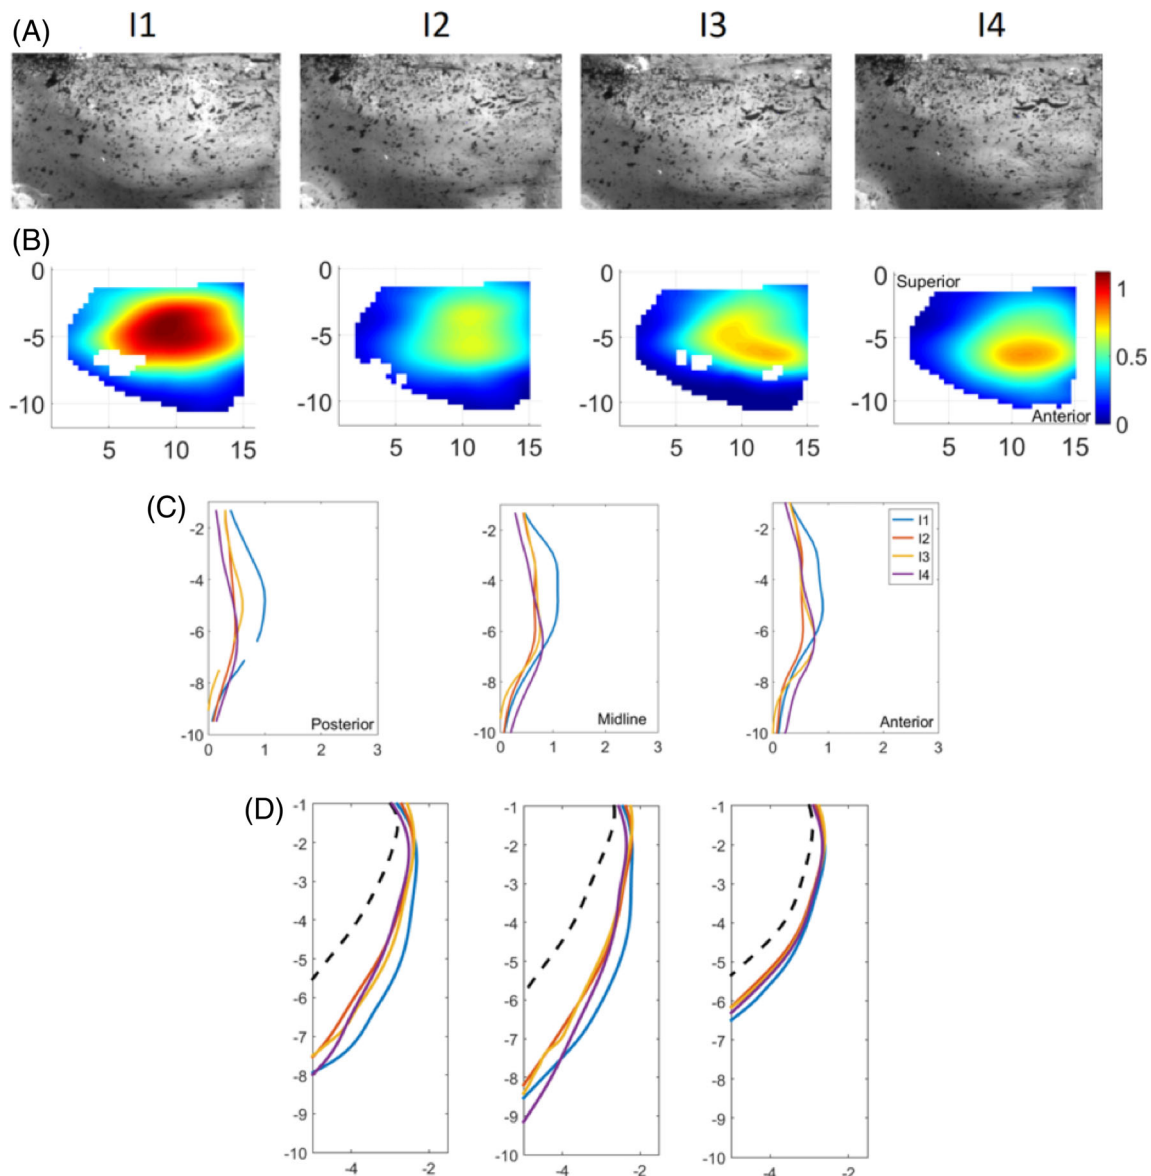 (A) I1 I2 I3 I4
(B)
0 0 0 0 Superior 1
-5 -5 -5 -5 0.5
-10 -10 -10 -10 Anterior 0
5 10 15 5 10 15 5 10 15 5 10 15
(C)
-2 -2 -2 I1
I2
I3
-4 -4 -4 I4
-6 -6 -6
-8 -8 -8
Posterior Midline Anterior
-10 -10 -10
0 1 2 3 0 1 2 3 0 1 2 3
(D)
-1 -1 -1
-2 -2 -2
-3 -3 -3
-4 -4 -4
-5 -5 -5
-6 -6 -6
-7 -7 -7
-8 -8 -8
-9 -9 -9
-10 -10 -10
-4 -2 -4 -2 -4 -2